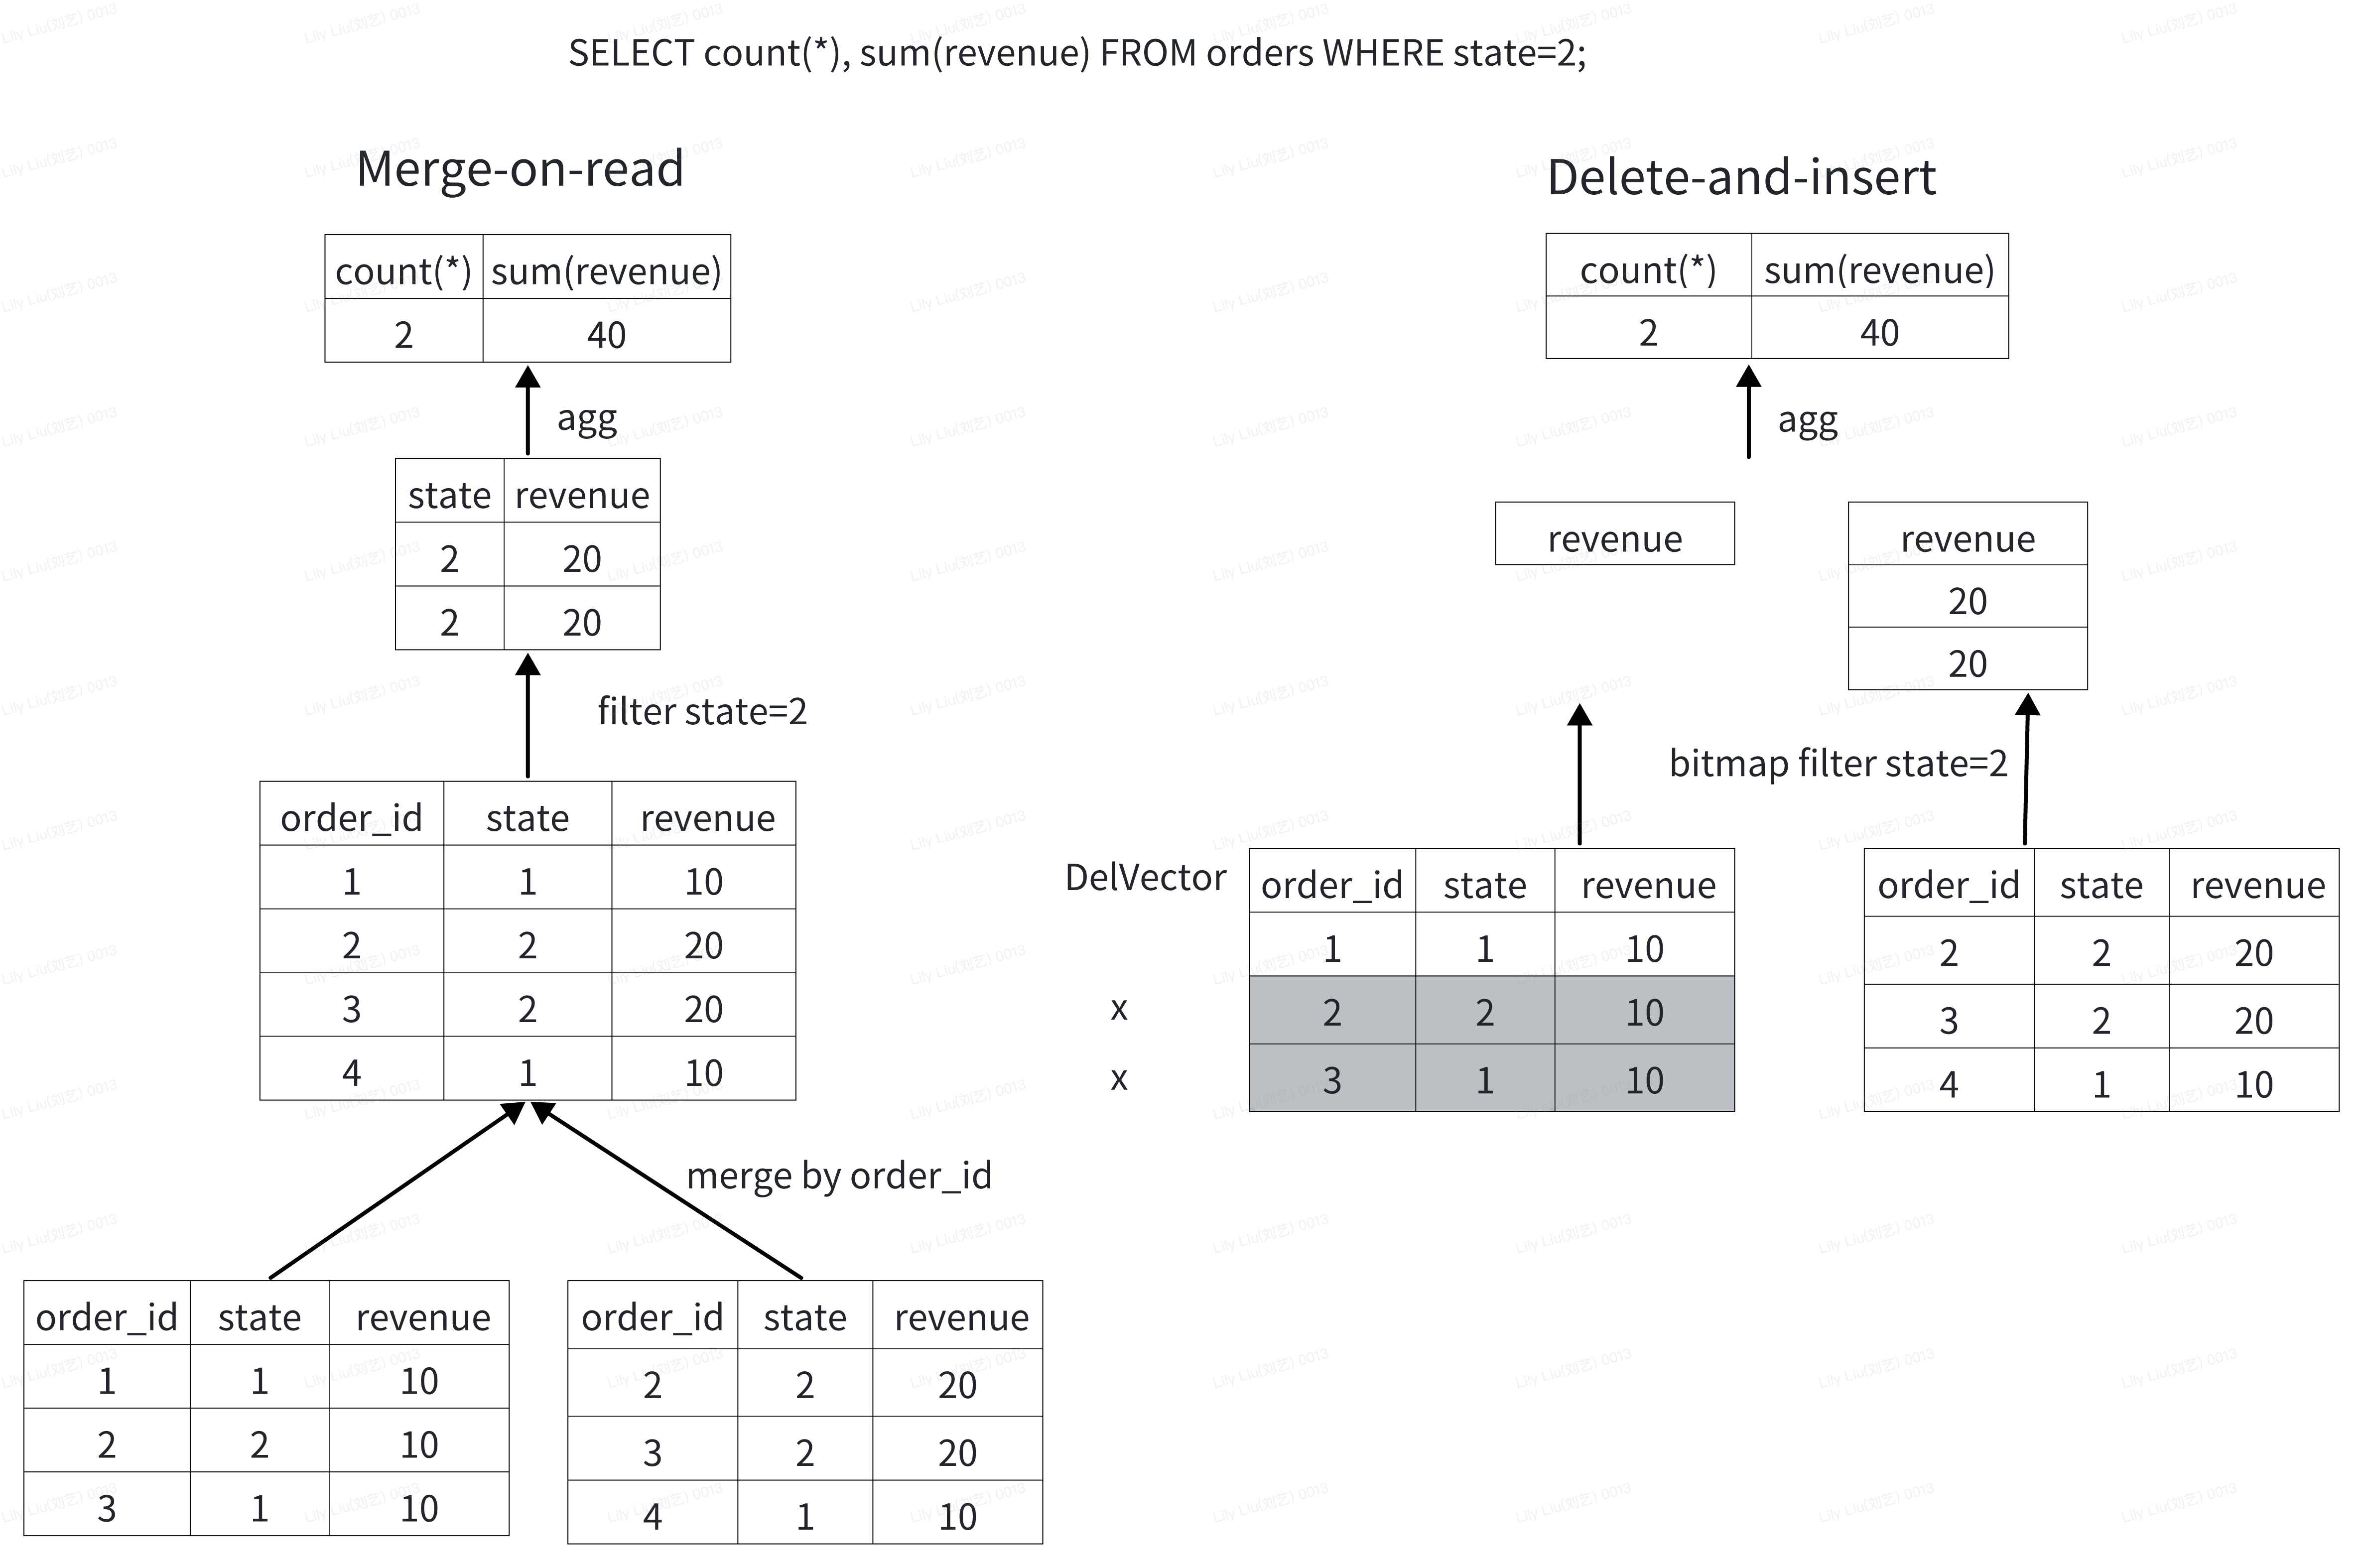 SELECT count(*), sum(revenue) FROM orders WHERE state=2;
Merge-on-read
count(*) sum(revenue)
2 40
agg
state revenue
2 20
2 20
filter state=2
order_id state revenue
1 1 10
2 2 20
3 2 20
4 1 10
merge by order_id
order_id state revenue
1 1 10
2 2 10
3 1 10
order_id state revenue
2 2 20
3 2 20
4 1 10
Delete-and-insert
count(*) sum(revenue)
2 40
agg
revenue
revenue
20
20
bitmap filter state=2
DelVector
order_id state revenue
1 1 10
x 2 2 10
x 3 1 10
order_id state revenue
2 2 20
3 2 20
4 1 10
Lily Liu(刘艺) 0013